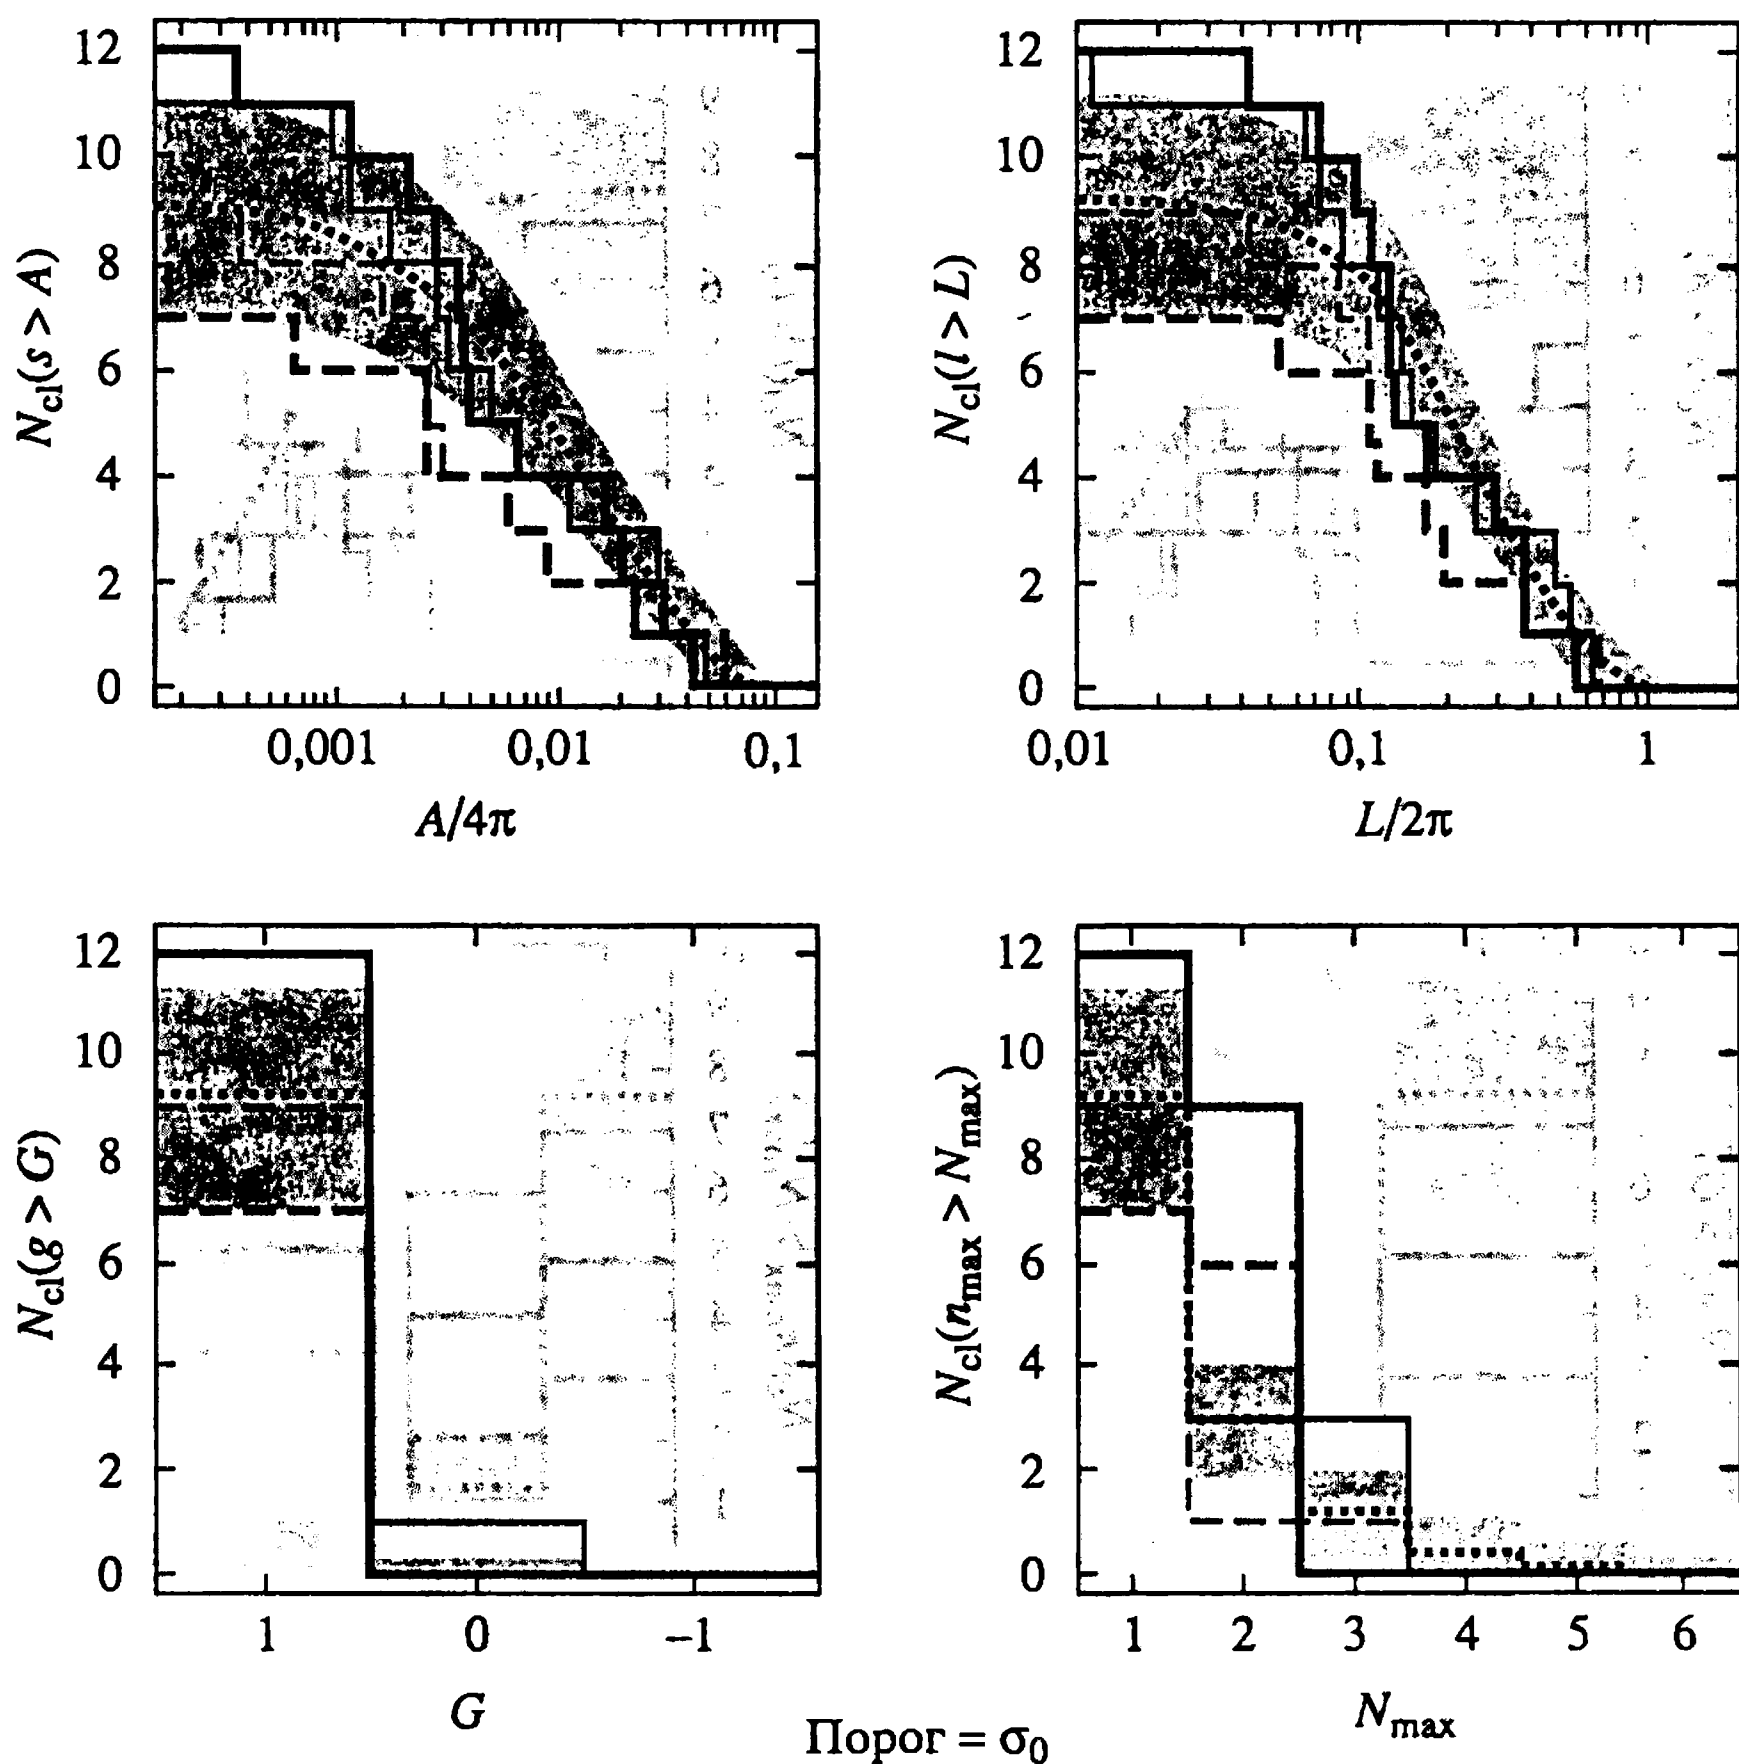 12
10
8
6
4
2
0
N_cl(s > A)
0,001 0,01 0,1
A/4π
12
10
8
6
4
2
0
N_cl(l > L)
0,01 0,1 1
L/2π
12
10
8
6
4
2
0
N_cl(g > G)
1 0 −1
G
12
10
8
6
4
2
0
N_cl(n_max > N_max)
1 2 3 4 5 6
N_max
Порог = σ₀